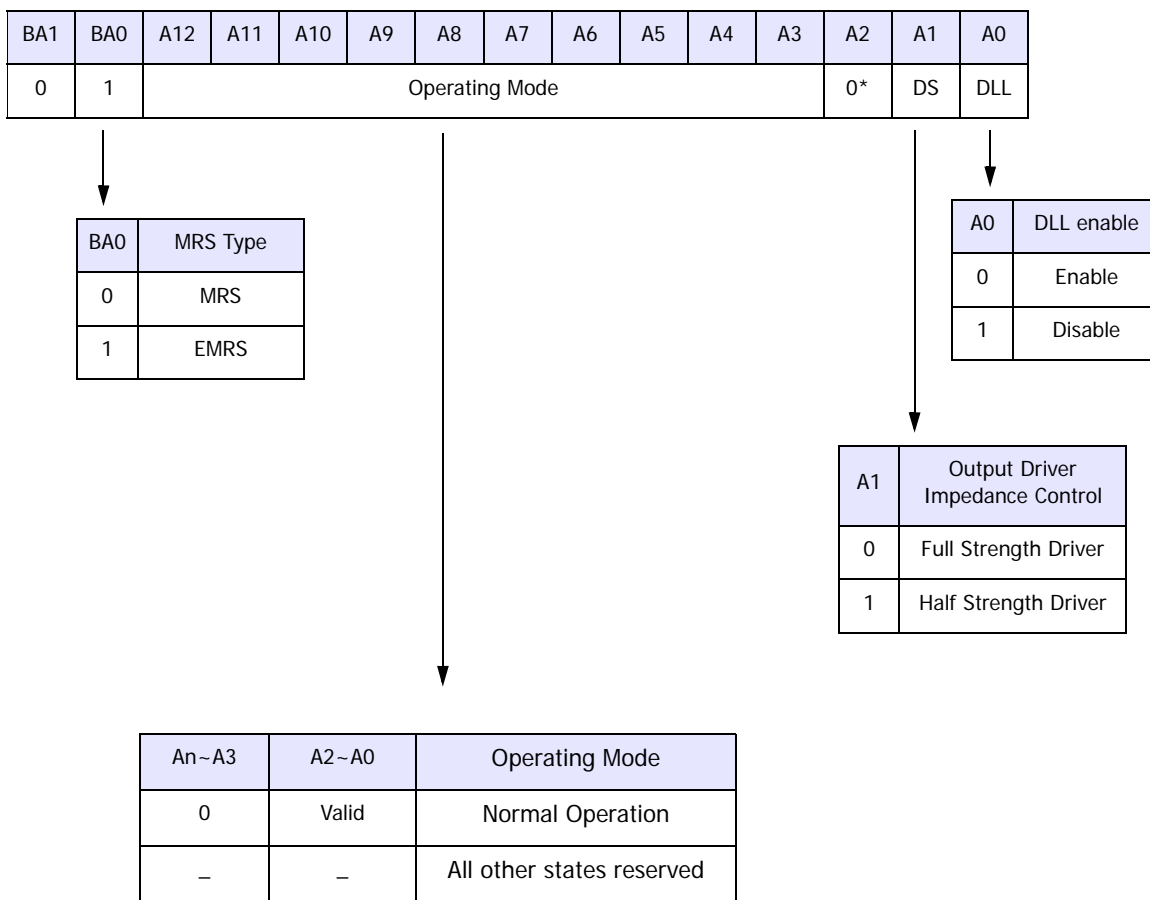 BA1 BA0 A12 A11 A10 A9 A8 A7 A6 A5 A4 A3 A2 A1 A0
0 1 Operating Mode 0* DS DLL
BA0 MRS Type
0 MRS
1 EMRS
A0 DLL enable
0 Enable
1 Disable
A1 Output Driver
Impedance Control
0 Full Strength Driver
1 Half Strength Driver
An~A3 A2~A0 Operating Mode
0 Valid Normal Operation
_ _ All other states reserved